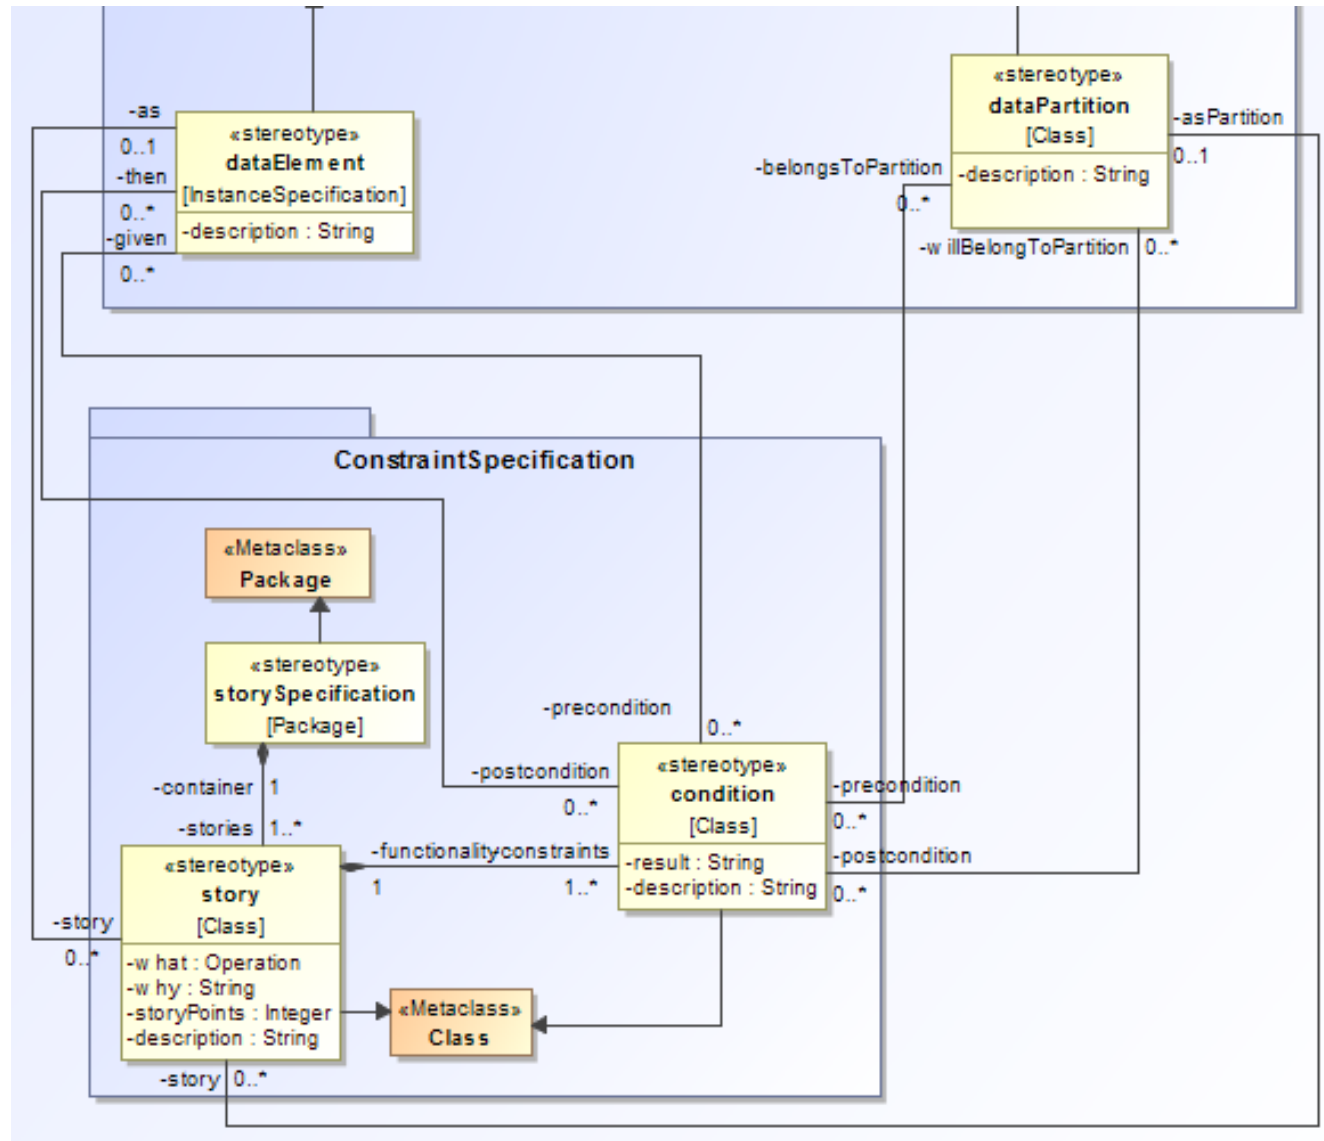 «stereotype»
dataPartition
[Class]
-description : String
-asPartition
0..1
-belongsToPartition
0..*
-willBelongToPartition
0..*
-as
0..1
-then
0..*
-given
0..*
«stereotype»
dataElement
[InstanceSpecification]
-description : String
ConstraintSpecification
«Metaclass»
Package
«stereotype»
storySpecification
[Package]
-container
1
-stories
1..*
-precondition
0..*
-postcondition
0..*
«stereotype»
condition
[Class]
-result : String
-description : String
-precondition
0..*
-postcondition
0..*
-functionality
-constraints
1
1..*
«stereotype»
story
[Class]
-what : Operation
-why : String
-storyPoints : Integer
-description : String
-story
0..*
«Metaclass»
Class
-story
0..*